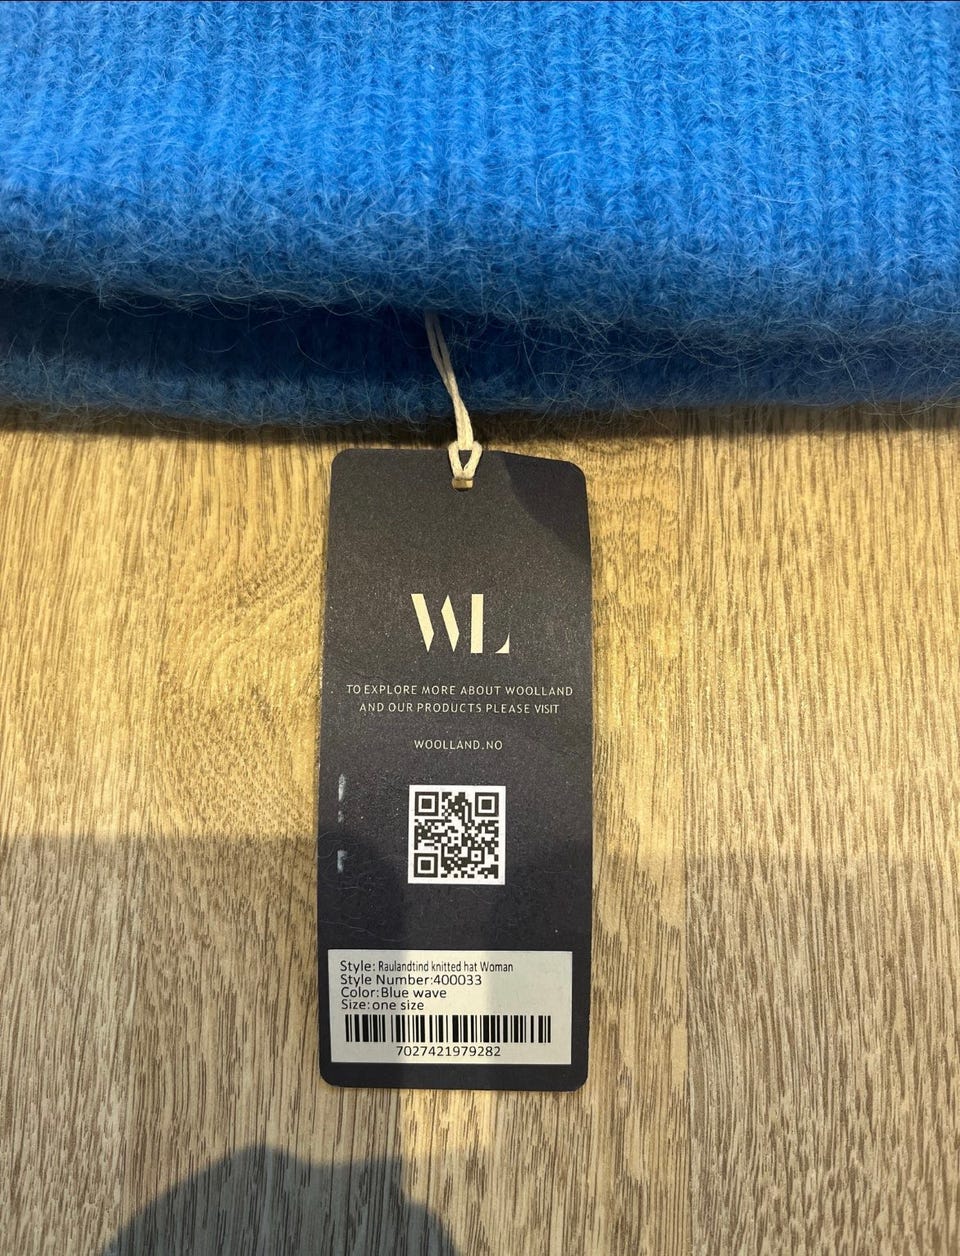 WL
TO EXPLORE MORE ABOUT WOOLLAND
AND OUR PRODUCTS PLEASE VISIT
WOOLLAND.NO
Style: Raulandtind knitted hat Woman
Style Number:400033
Color:Blue wave
Size:one size
7027421979282